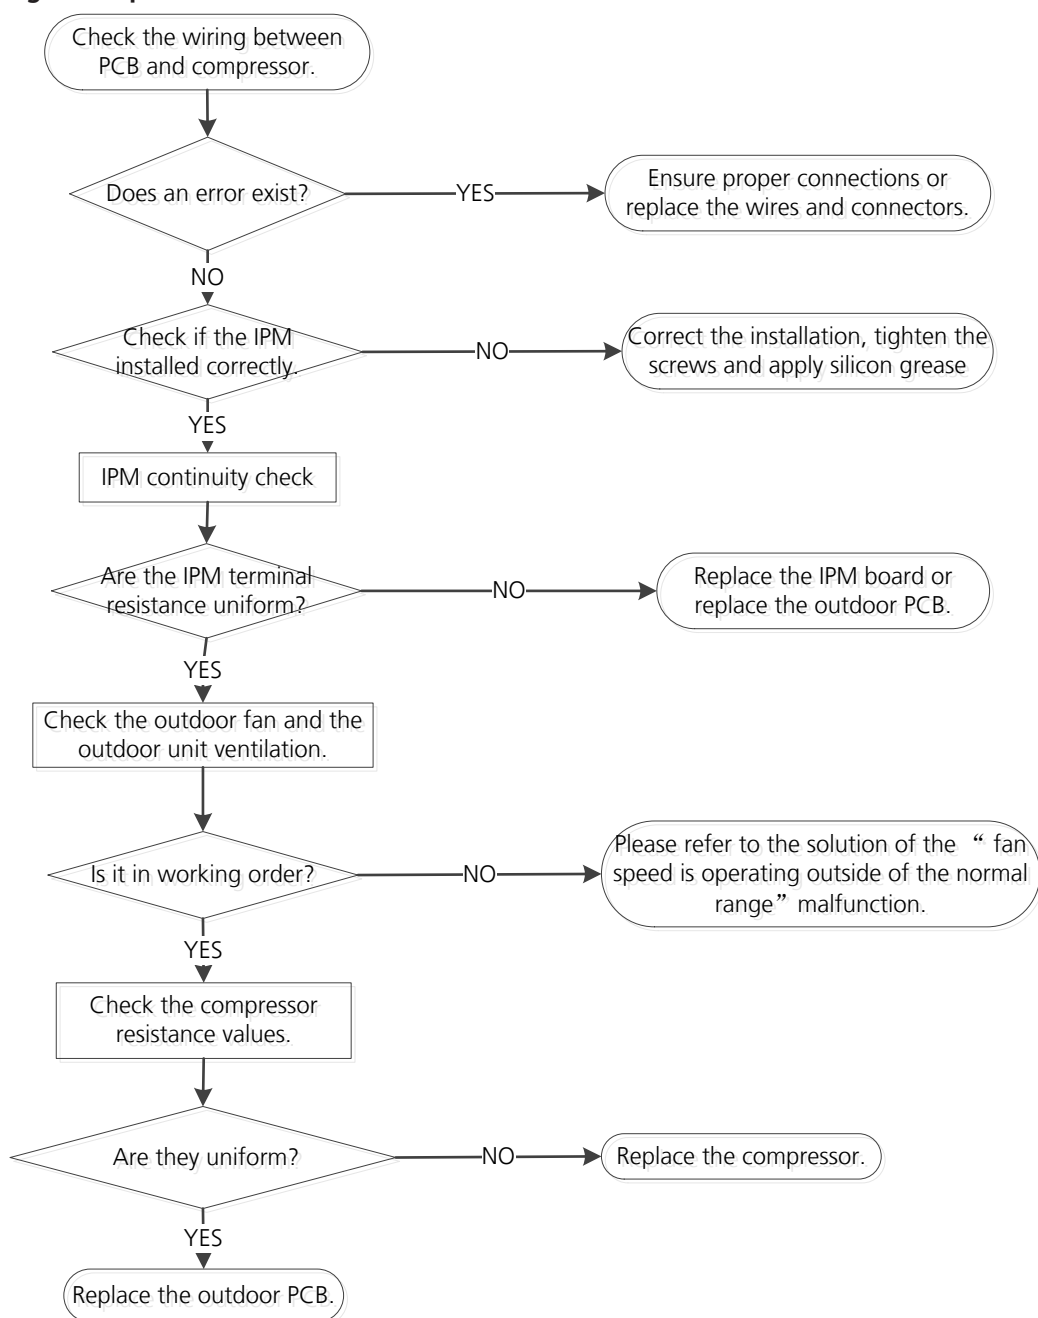 Check the wiring between
PCB and compressor.
Does an error exist?
YES
Ensure proper connections or
replace the wires and connectors.
NO
Check if the IPM
installed correctly.
NO
Correct the installation, tighten the
screws and apply silicon grease
YES
IPM continuity check
Are the IPM terminal
resistance uniform?
NO
Replace the IPM board or
replace the outdoor PCB.
YES
Check the outdoor fan and the
outdoor unit ventilation.
Is it in working order?
NO
Please refer to the solution of the “ fan
speed is operating outside of the normal
range” malfunction.
YES
Check the compressor
resistance values.
Are they uniform?
NO
Replace the compressor.
YES
Replace the outdoor PCB.